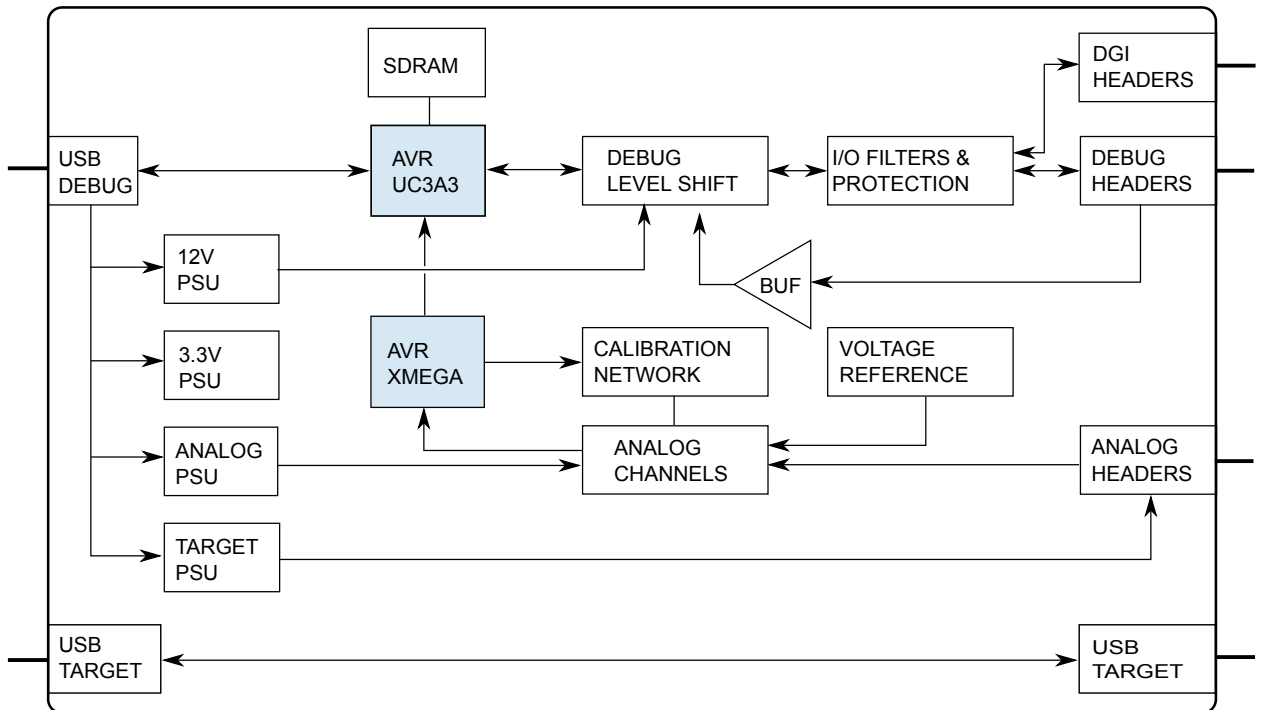 SDRAM
DGI
HEADERS
USB
DEBUG
AVR
UC3A3
DEBUG
LEVEL SHIFT
I/O FILTERS &
PROTECTION
DEBUG
HEADERS
12V
PSU
BUF
3.3V
PSU
AVR
XMEGA
CALIBRATION
NETWORK
VOLTAGE
REFERENCE
ANALOG
PSU
ANALOG
CHANNELS
ANALOG
HEADERS
TARGET
PSU
USB
TARGET
USB
TARGET